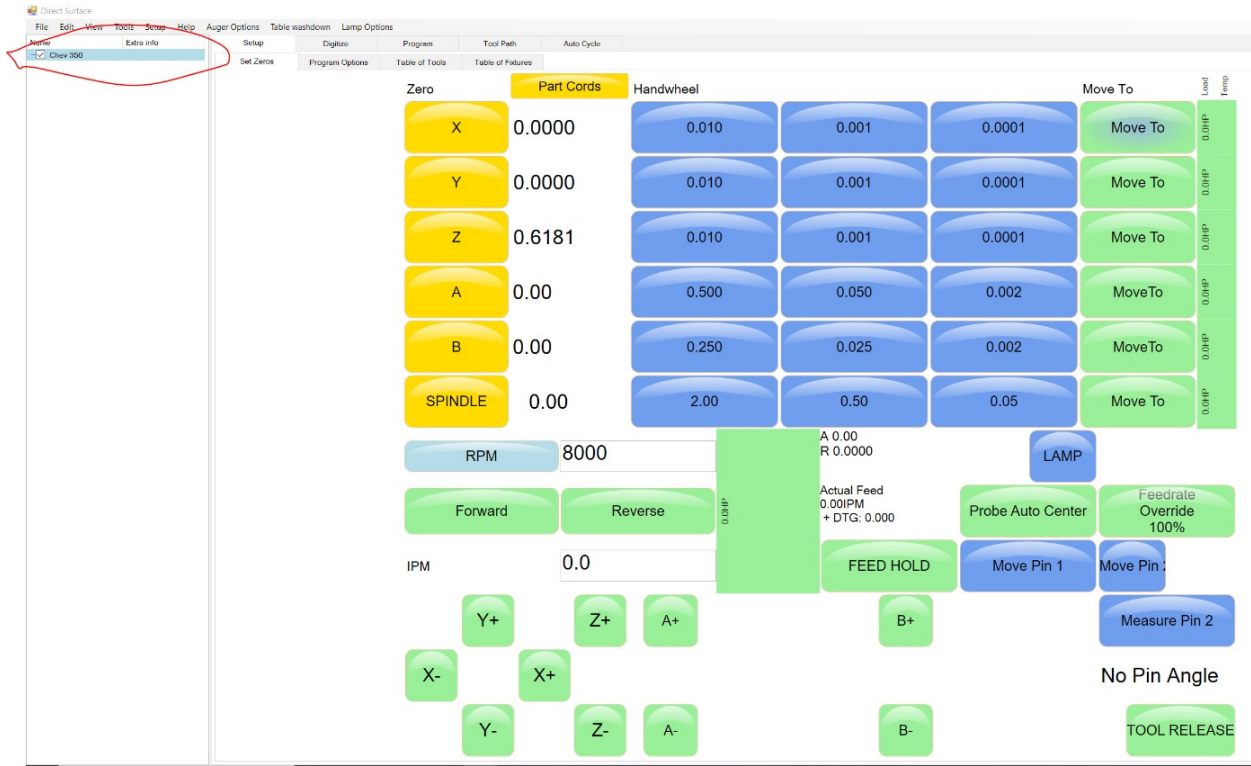 Direct Surface
File Edit View Tools Setup Help Auger Options Table washdown Lamp Options
Name Extra info
Chev 350
Setup Digitize Program Tool Path Auto Cycle
Set Zeros Program Options Table of Tools Table of Fixtures
Zero Part Cords Handwheel Move To Load Temp
X 0.0000 0.010 0.001 0.0001 Move To 0.0HP
Y 0.0000 0.010 0.001 0.0001 Move To 0.0HP
Z 0.6181 0.010 0.001 0.0001 Move To 0.0HP
A 0.00 0.500 0.050 0.002 MoveTo 0.0HP
B 0.00 0.250 0.025 0.002 MoveTo 0.0HP
SPINDLE 0.00 2.00 0.50 0.05 Move To 0.0HP
RPM 8000
A 0.00
R 0.0000
LAMP
Forward Reverse 0.0HP
Actual Feed
0.00IPM
+ DTG: 0.000
Probe Auto Center
Feedrate
Override
100%
IPM 0.0 FEED HOLD Move Pin 1 Move Pin 2
Y+ Z+ A+ B+ Measure Pin 2
X- X+ No Pin Angle
Y- Z- A- B- TOOL RELEASE